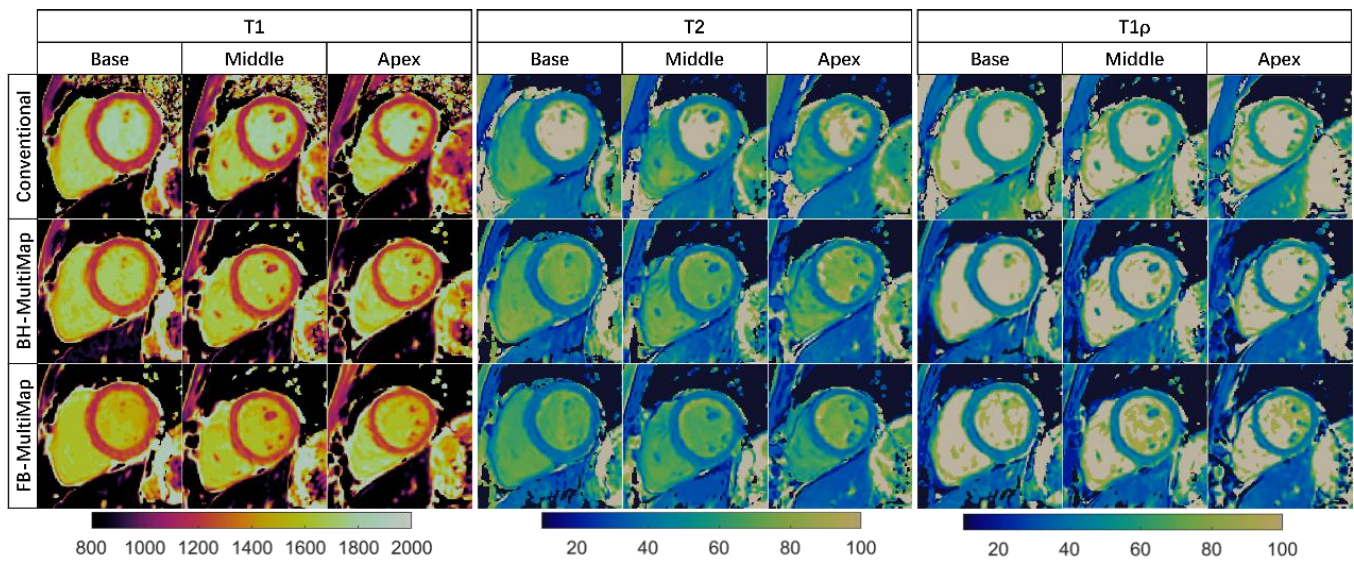 T1 T2 T1ρ
Base Middle Apex Base Middle Apex Base Middle Apex
Conventional
BH-MultiMap
FB-MultiMap
800 1000 1200 1400 1600 1800 2000 20 40 60 80 100 20 40 60 80 100